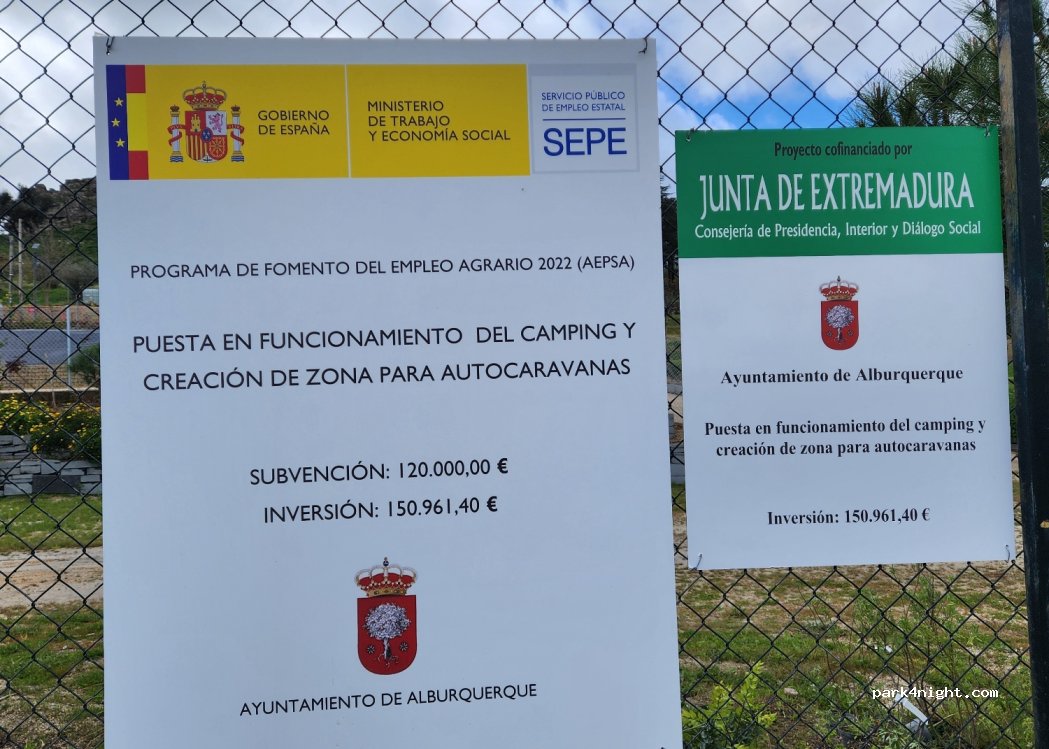 GOBIERNO
DE ESPAÑA
MINISTERIO
DE TRABAJO
Y ECONOMÍA SOCIAL
SERVICIO PÚBLICO
DE EMPLEO ESTATAL
SEPE
PROGRAMA DE FOMENTO DEL EMPLEO AGRARIO 2022 (AEPSA)
PUESTA EN FUNCIONAMIENTO DEL CAMPING Y
CREACIÓN DE ZONA PARA AUTOCARAVANAS
SUBVENCIÓN: 120.000,00 €
INVERSIÓN: 150.961,40 €
AYUNTAMIENTO DE ALBURQUERQUE
Proyecto cofinanciado por
JUNTA DE EXTREMADURA
Consejería de Presidencia, Interior y Diálogo Social
Ayuntamiento de Alburquerque
Puesta en funcionamiento del camping y
creación de zona para autocaravanas
Inversión: 150.961,40 €
park4night.com